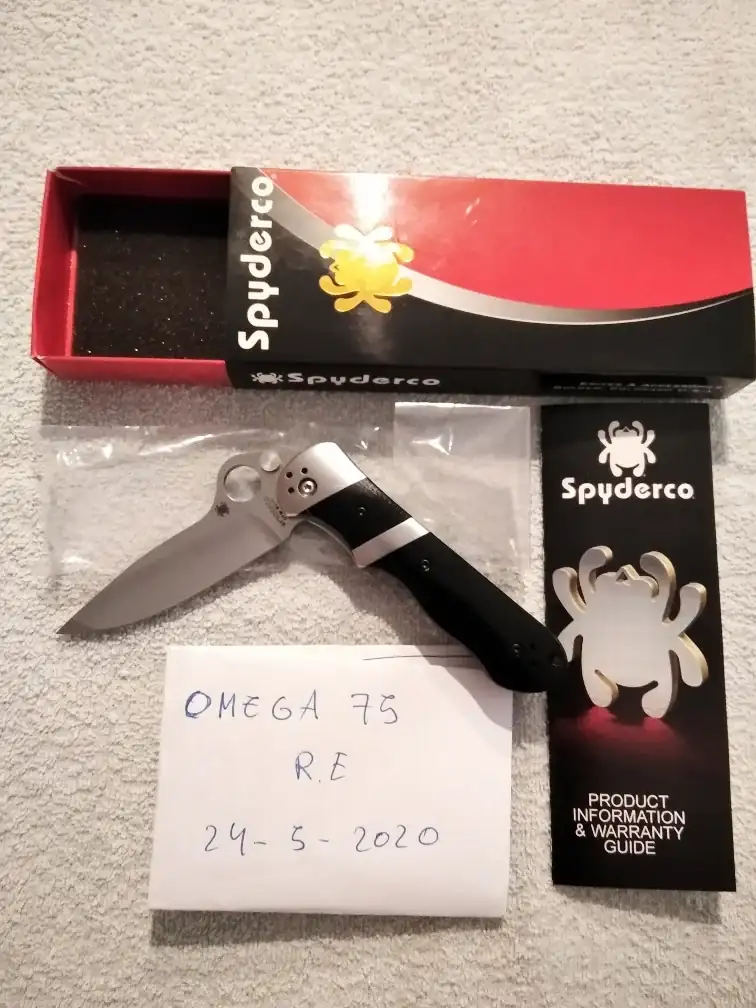 Spyderco
Spyderco
Spyderco
PRODUCT
INFORMATION
& WARRANTY
GUIDE
OMEGA 75
R.E
24-5-2020